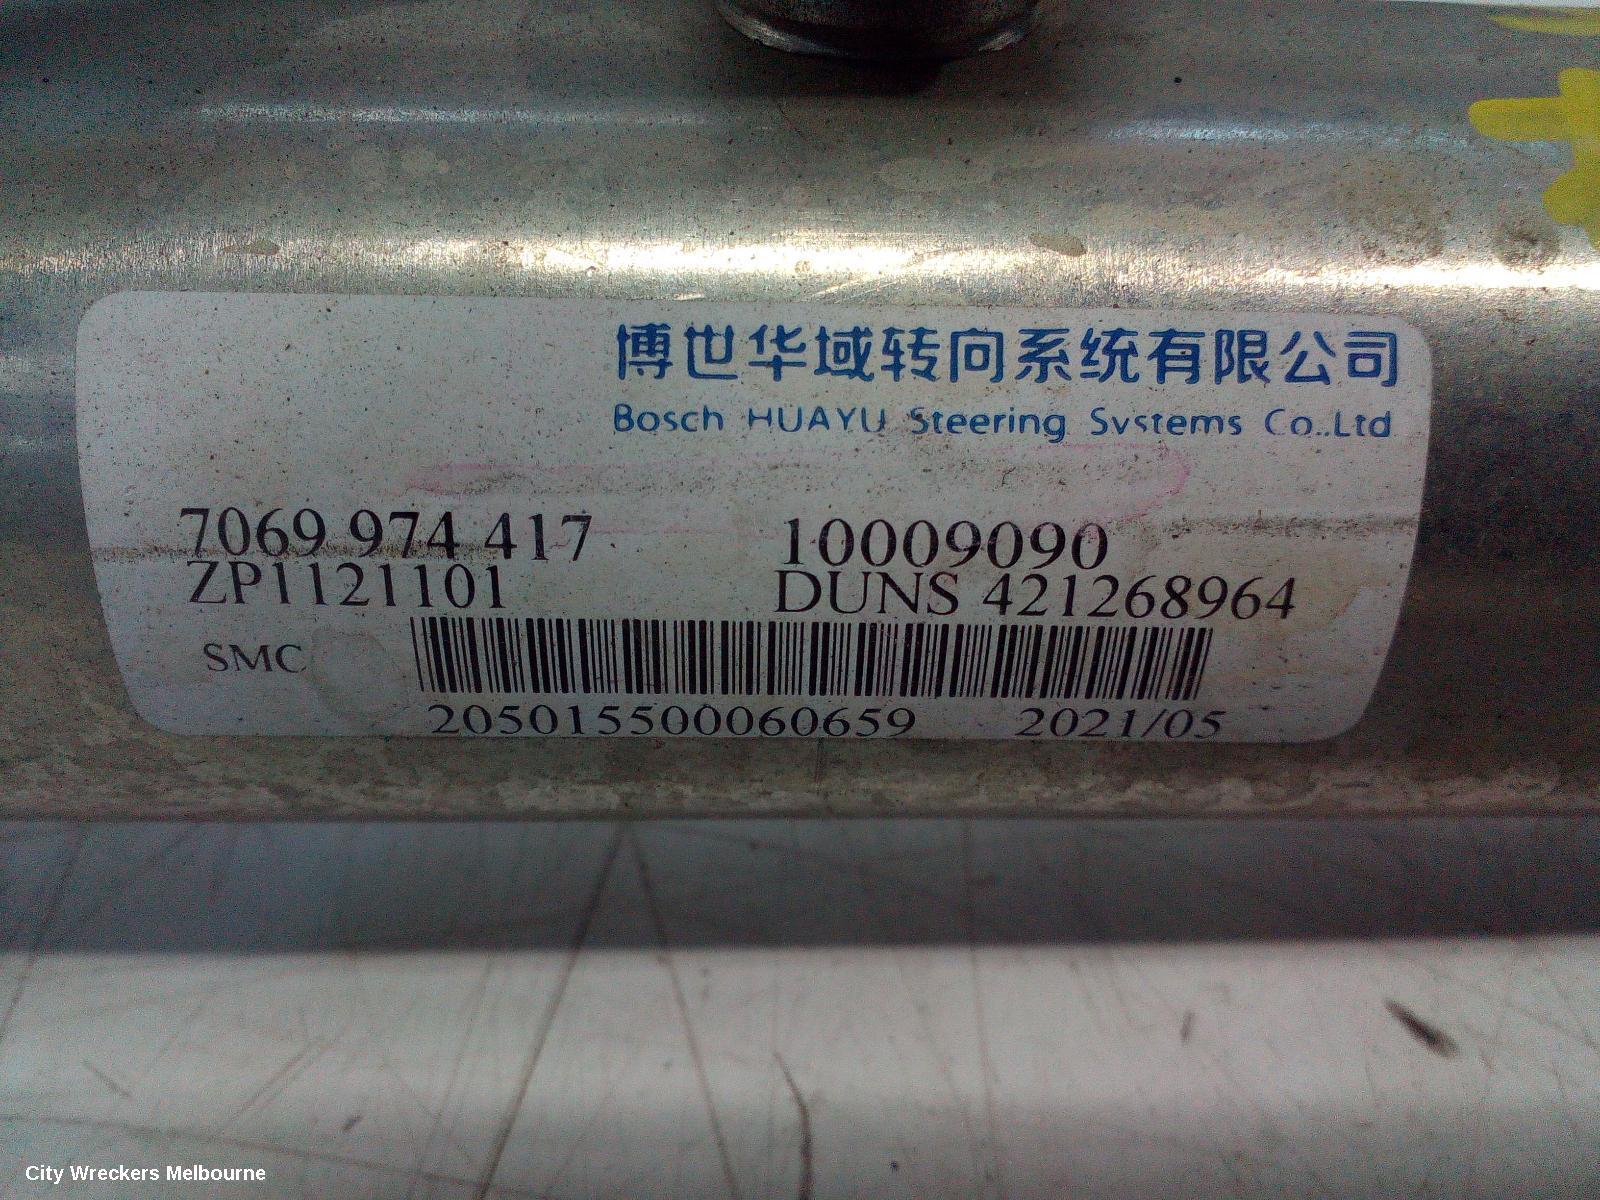 博世华域转向系统有限公司
Bosch HUAYU Steering Systems Co.,Ltd
7069 974 417 10009090
ZP1121101 DUNS 421268964
SMC
205015500060659 2021/05
City Wreckers Melbourne